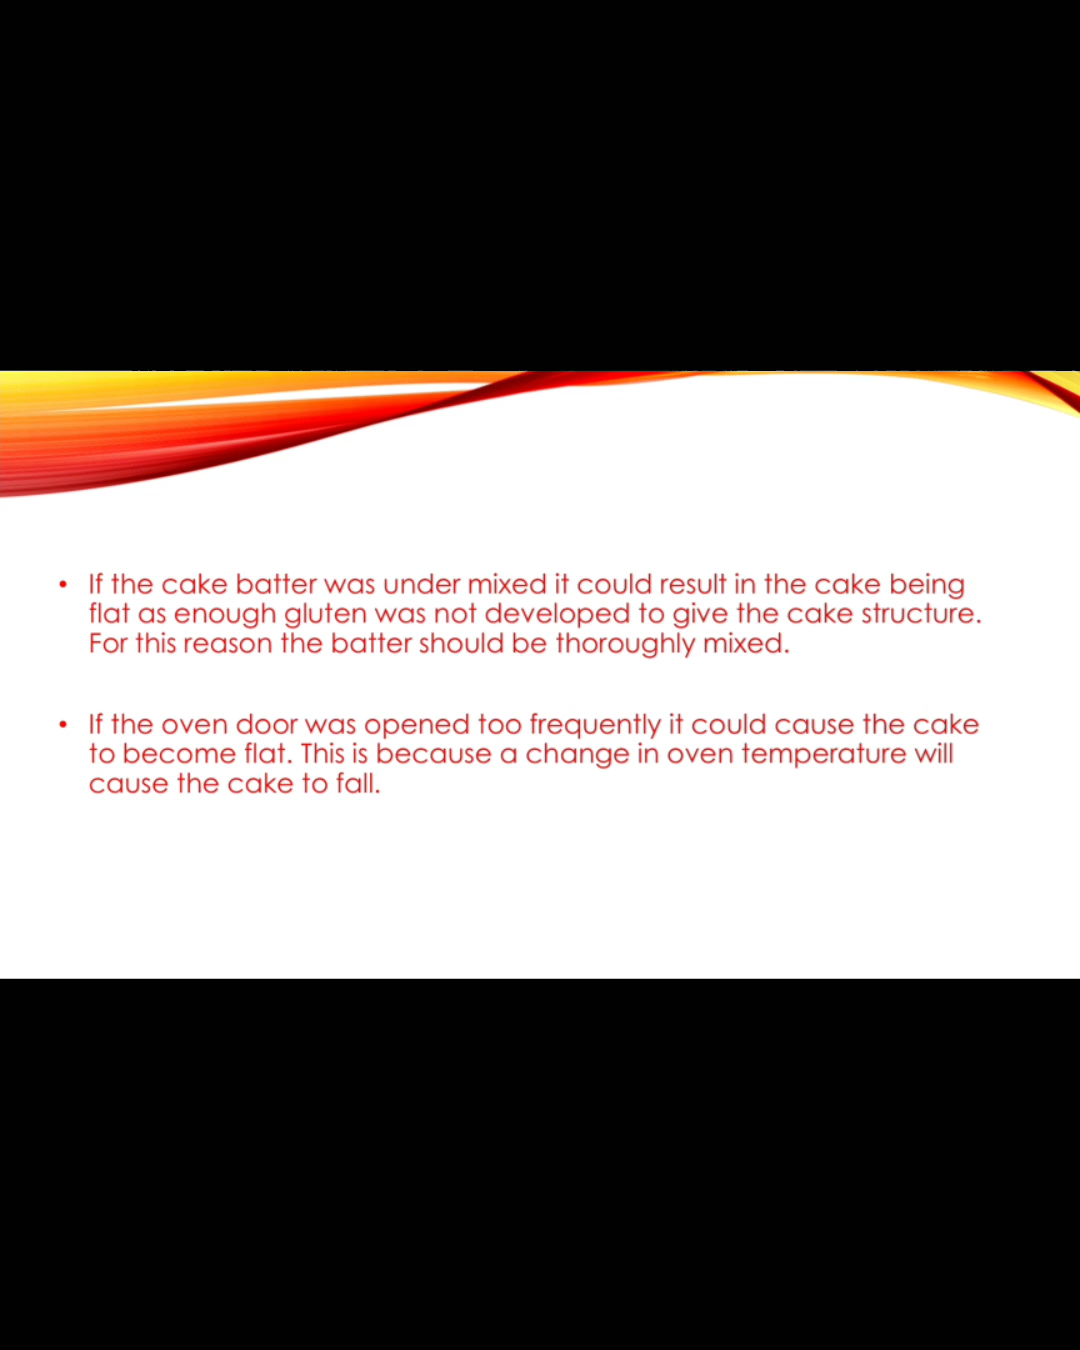 • If the cake batter was under mixed it could result in the cake being
flat as enough gluten was not developed to give the cake structure.
For this reason the batter should be thoroughly mixed.
• If the oven door was opened too frequently it could cause the cake
to become flat. This is because a change in oven temperature will
cause the cake to fall.